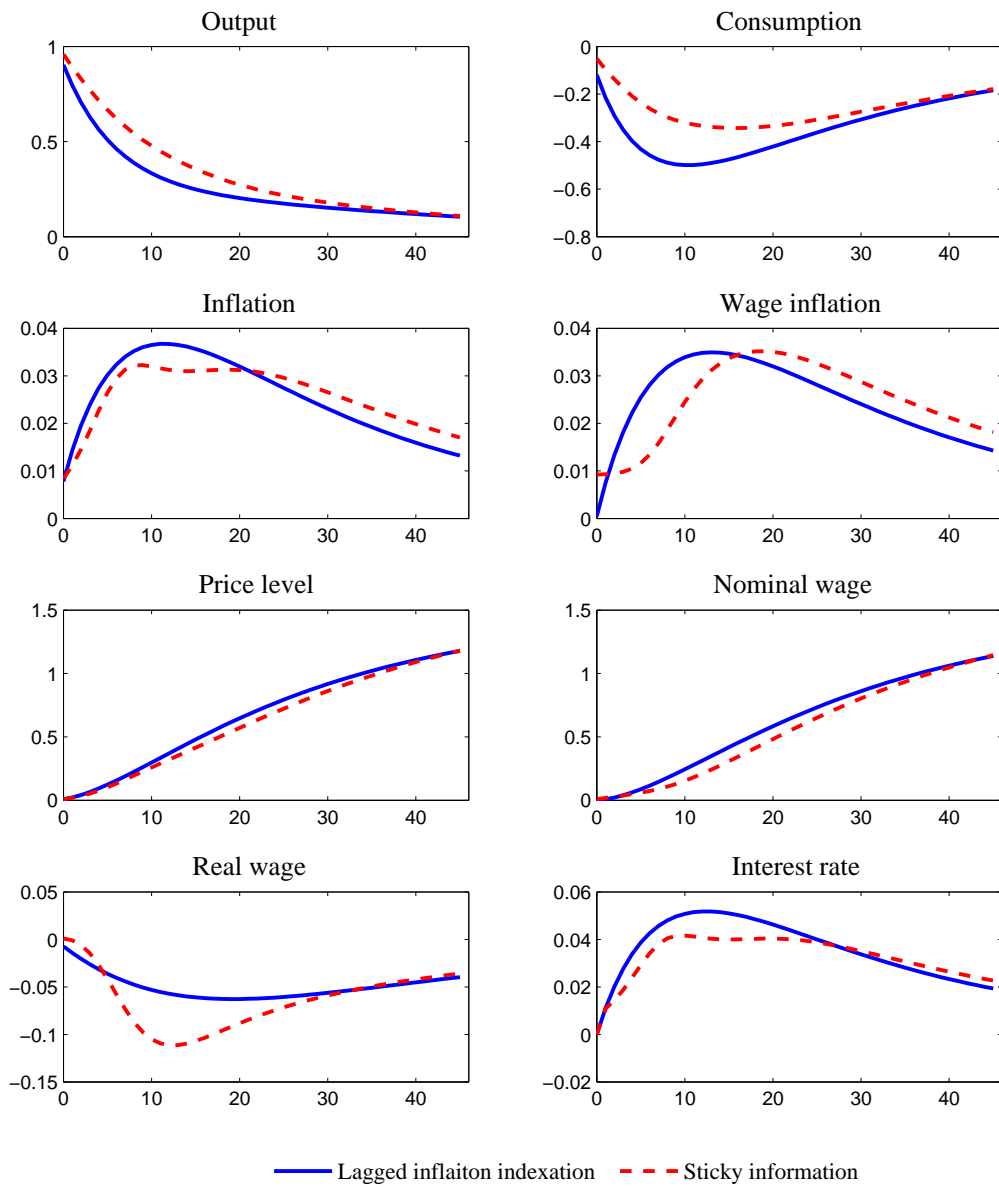 Output
Consumption
1
0.5
0
0 10 20 30 40
0
−0.2
−0.4
−0.6
−0.8
0 10 20 30 40
Inflation
Wage inflation
0.04
0.03
0.02
0.01
0
0 10 20 30 40
0.04
0.03
0.02
0.01
0
0 10 20 30 40
Price level
Nominal wage
1.5
1
0.5
0
0 10 20 30 40
1.5
1
0.5
0
0 10 20 30 40
Real wage
Interest rate
0.05
0
−0.05
−0.1
−0.15
0 10 20 30 40
0.06
0.04
0.02
0
−0.02
0 10 20 30 40
Lagged inflaiton indexation
Sticky information